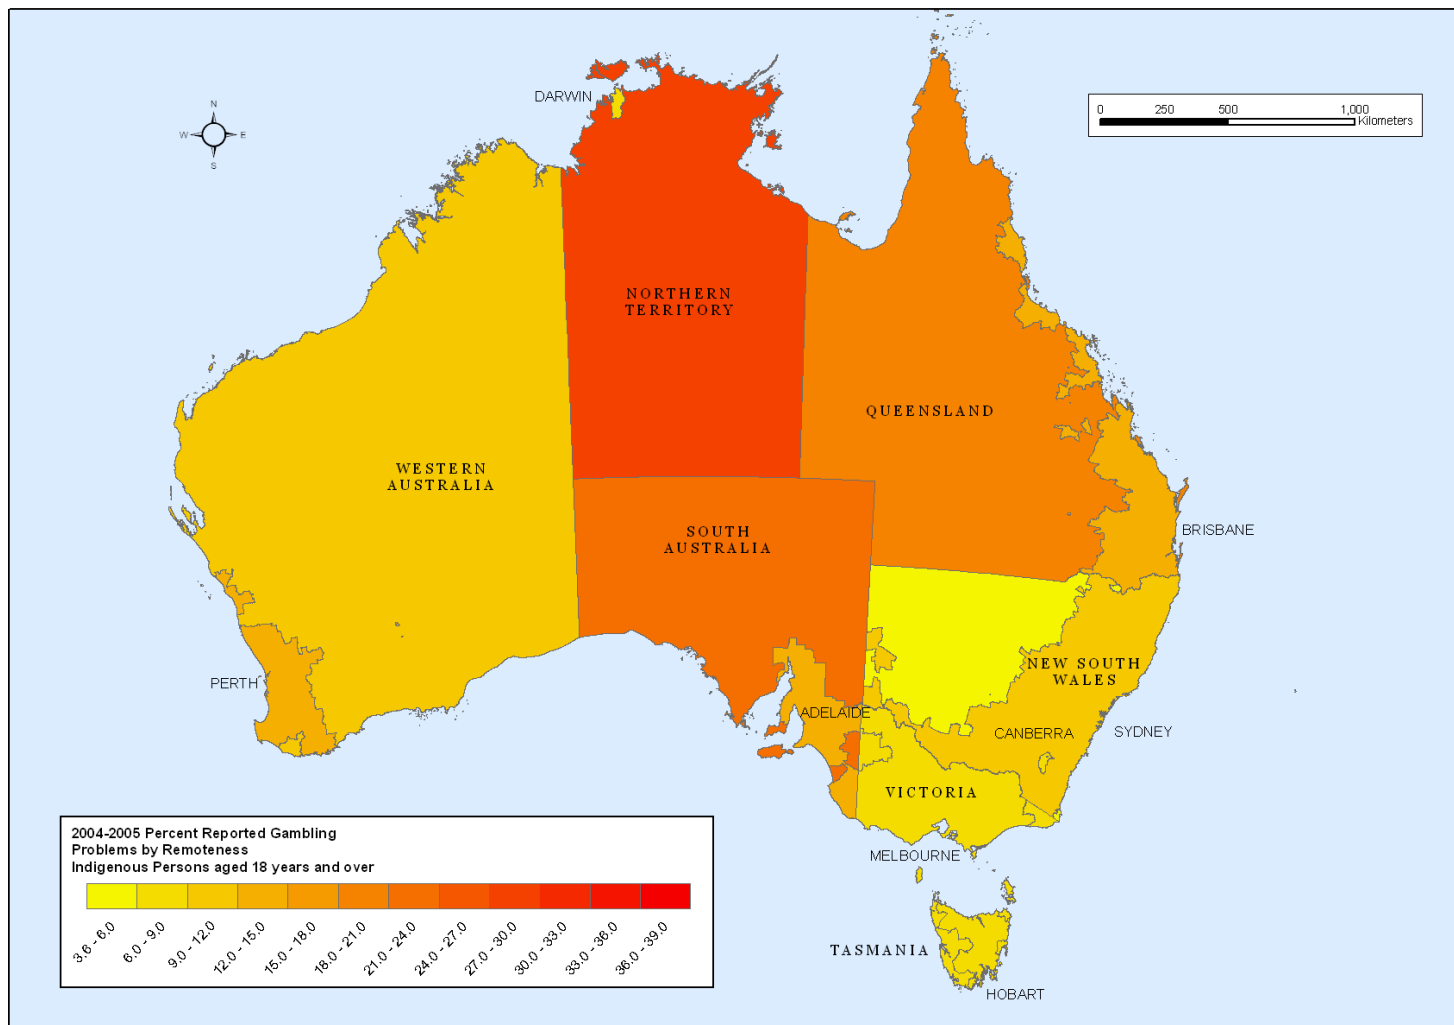 DARWIN
N
W
E
S
0
250
500
1,000
Kilometers
NORTHERN
TERRITORY
QUEENSLAND
WESTERN
AUSTRALIA
SOUTH
AUSTRALIA
BRISBANE
PERTH
NEW SOUTH
WALES
ADELAIDE
CANBERRA
SYDNEY
VICTORIA
MELBOURNE
TASMANIA
HOBART
2004-2005 Percent Reported Gambling
Problems by Remoteness
Indigenous Persons aged 18 years and over
3.6 - 6.0
6.0 - 9.0
9.0 - 12.0
12.0 - 15.0
15.0 - 18.0
18.0 - 21.0
21.0 - 24.0
24.0 - 27.0
27.0 - 30.0
30.0 - 33.0
33.0 - 36.0
36.0 - 39.0